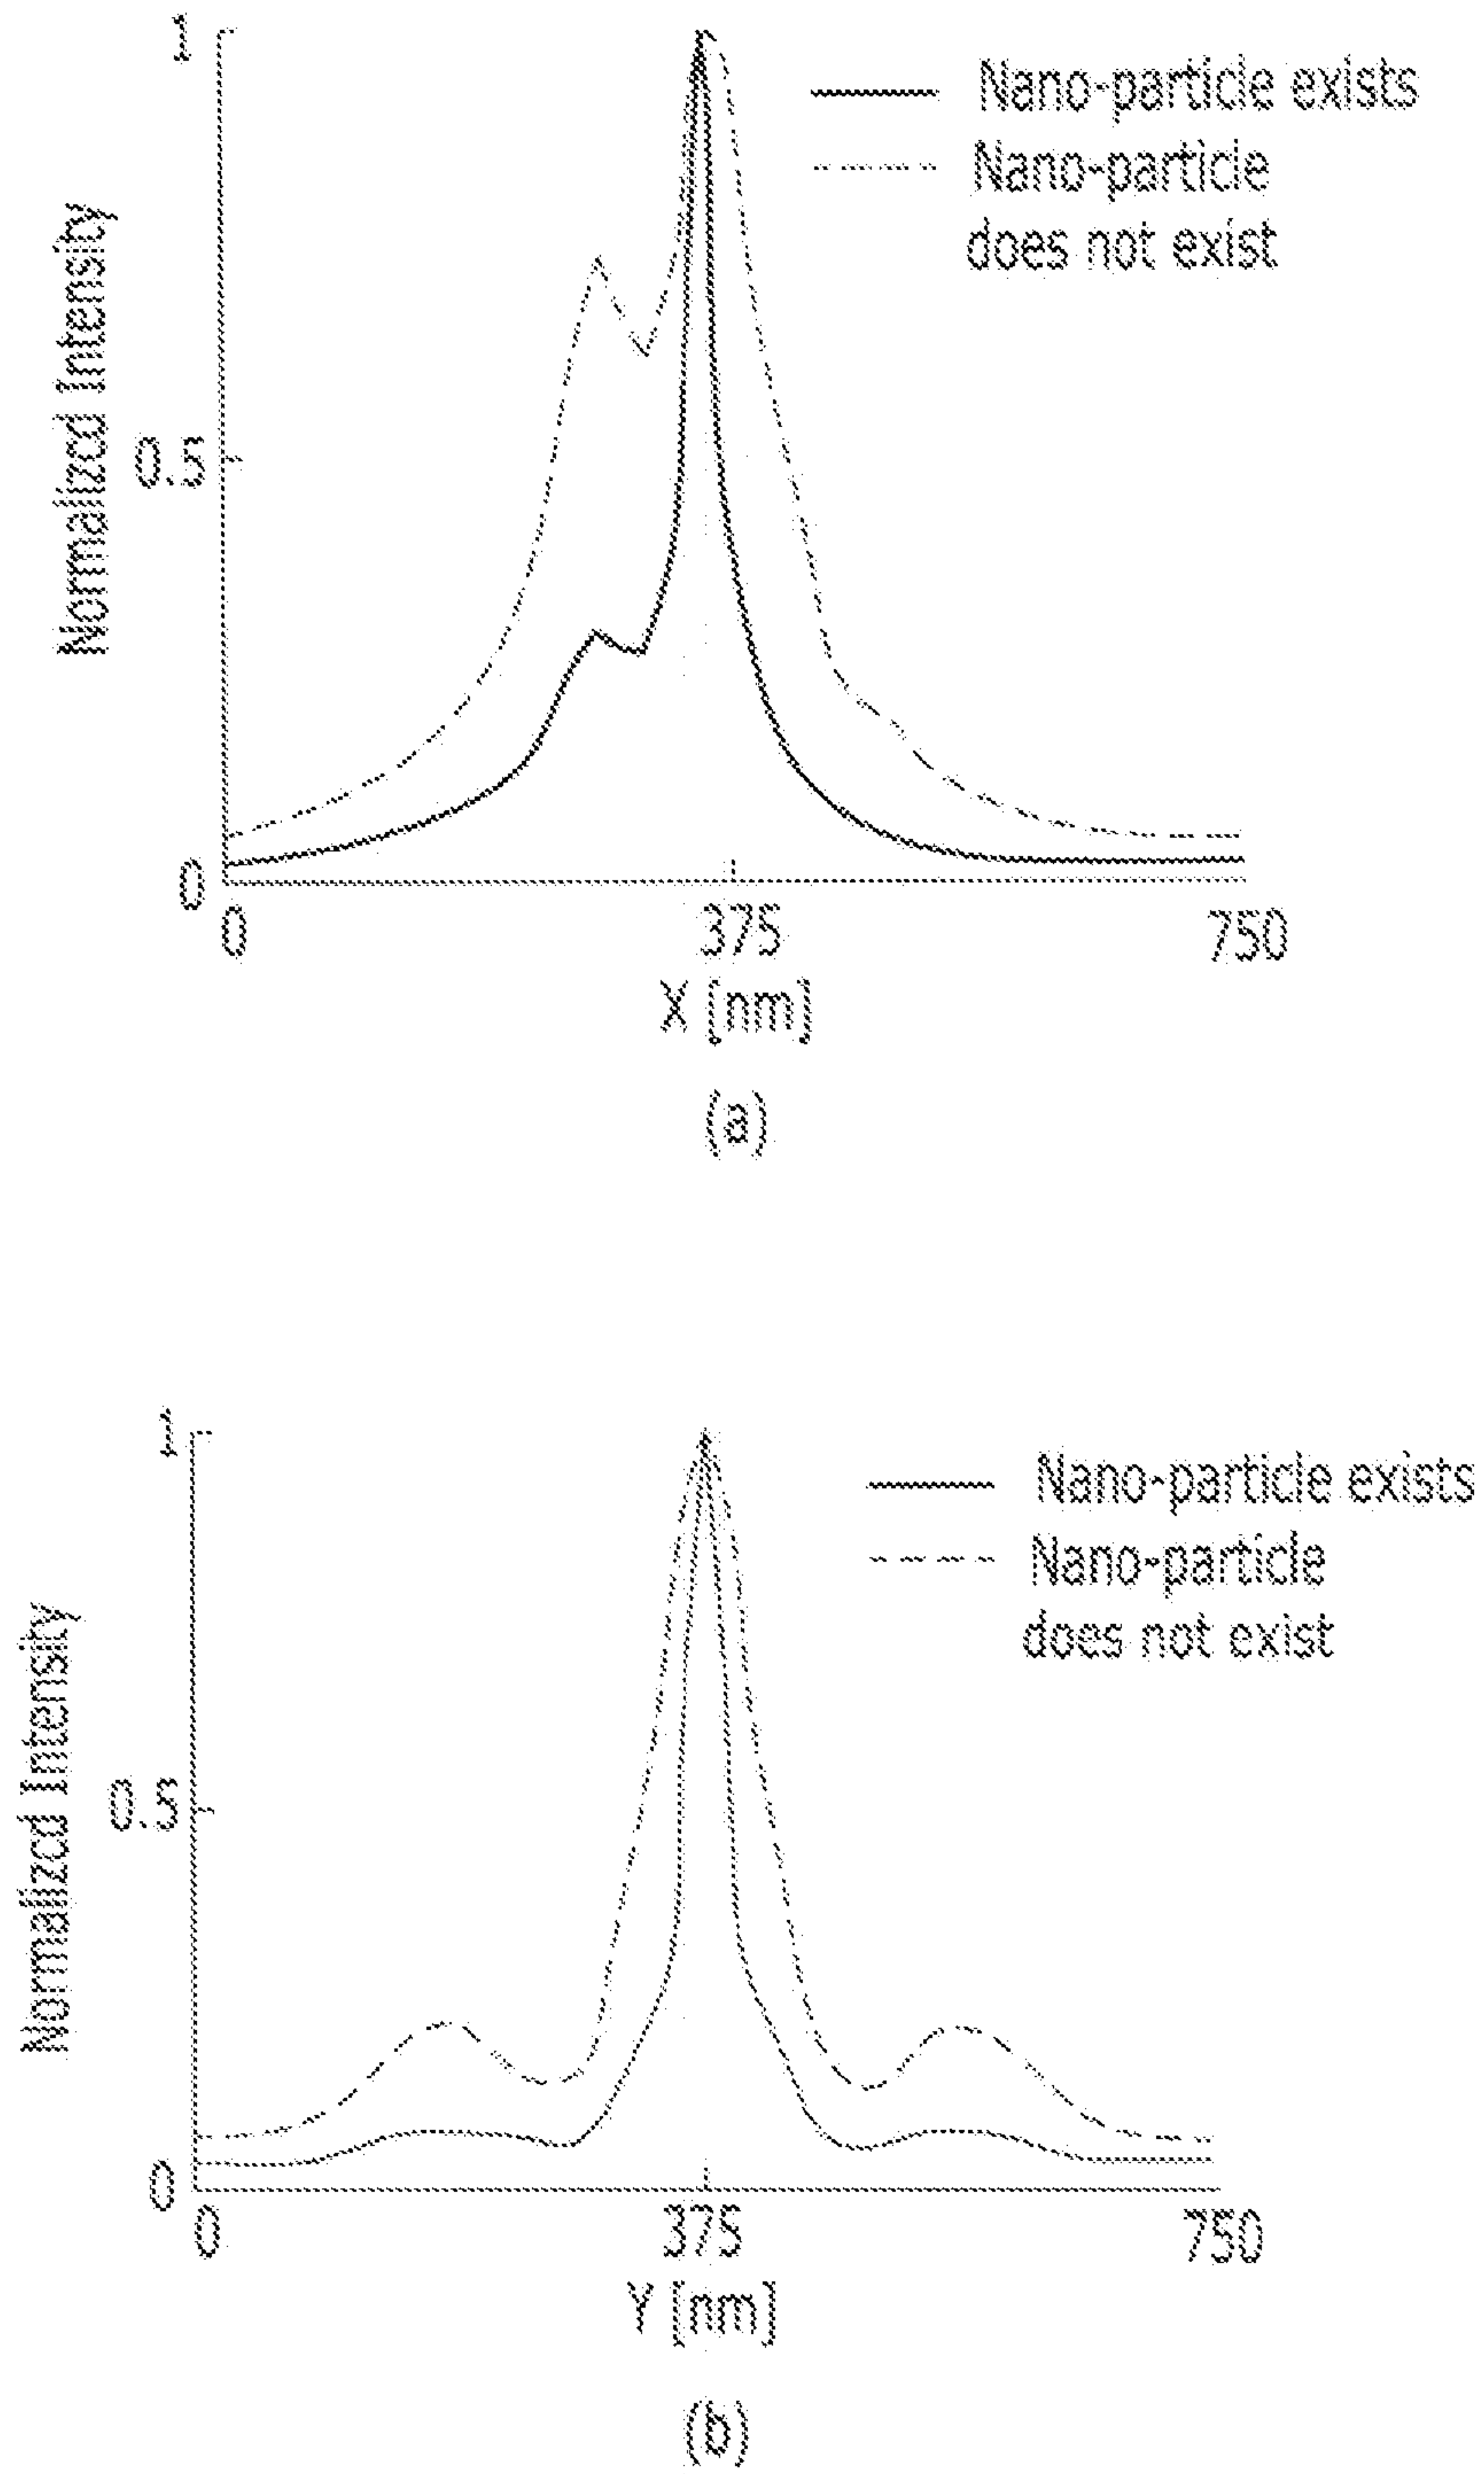 1
Nano-particle exists
Nano-particle
does not exist
Normalizcd Intensity
0.5
0
0
375
750
X [nm]
(a)
1
Nano-particle exists
Nano-particle
does not exist
Normalizcd Intensity
0.5
0
0
375
750
Y [nm]
(b)